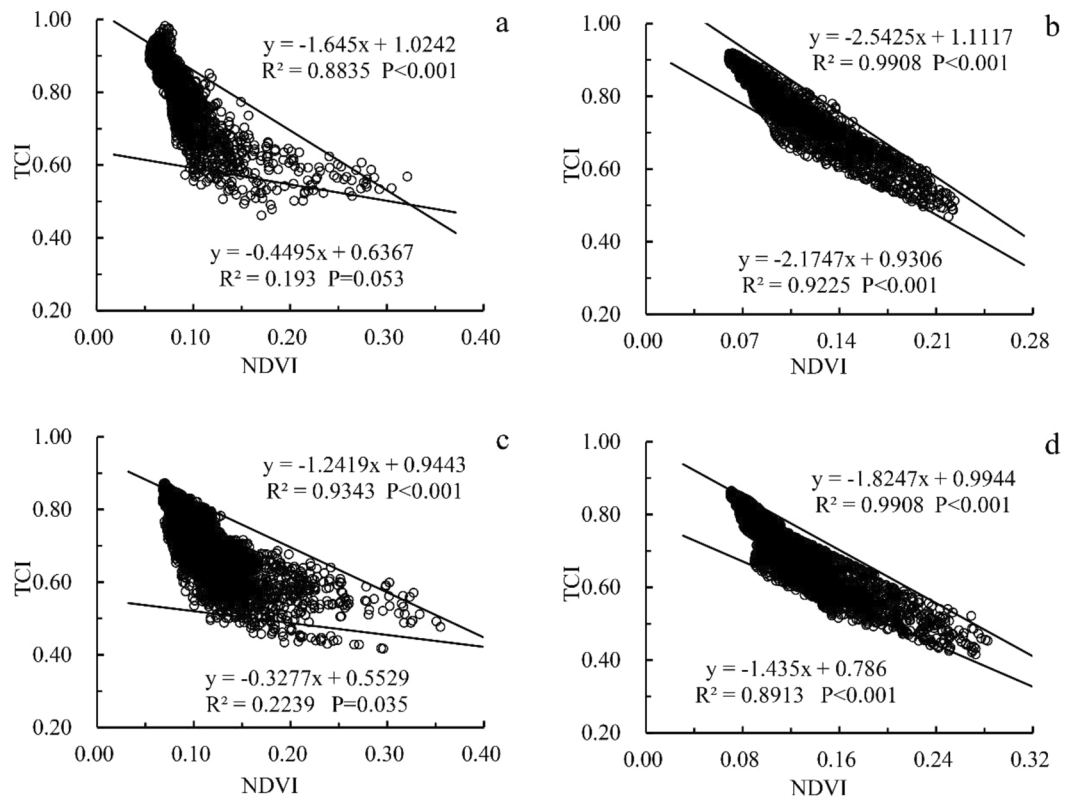 a
1.00
0.80
0.60
0.40
0.20
TCI
y = -1.645x + 1.0242
R² = 0.8835 P<0.001
y = -0.4495x + 0.6367
R² = 0.193 P=0.053
0.00 0.10 0.20 0.30 0.40
NDVI
b
1.00
0.80
0.60
0.40
0.20
TCI
y = -2.5425x + 1.1117
R² = 0.9908 P<0.001
y = -2.1747x + 0.9306
R² = 0.9225 P<0.001
0.00 0.07 0.14 0.21 0.28
NDVI
c
1.00
0.80
0.60
0.40
0.20
TCI
y = -1.2419x + 0.9443
R² = 0.9343 P<0.001
y = -0.3277x + 0.5529
R² = 0.2239 P=0.035
0.00 0.10 0.20 0.30 0.40
NDVI
d
1.00
0.80
0.60
0.40
0.20
TCI
y = -1.8247x + 0.9944
R² = 0.9908 P<0.001
y = -1.435x + 0.786
R² = 0.8913 P<0.001
0.00 0.08 0.16 0.24 0.32
NDVI